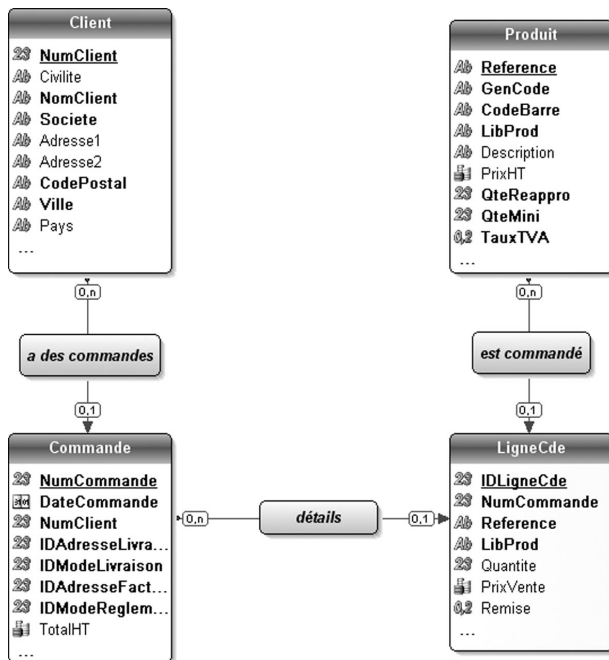 Client
NumClient
Civilite
NomClient
Societe
Adresse1
Adresse2
CodePostal
Ville
Pays
...
Produit
Reference
GenCode
CodeBarre
LibProd
Description
PrixHT
QteReappro
QteMini
TauxTVA
...
0,n
a des commandes
0,1
0,n
est commandé
0,1
Commande
NumCommande
DateCommande
NumClient
IDAdresseLivra...
IDModeLivraison
IDAdresseFact...
IDModeReglem...
TotalHT
...
0,n
détails
0,1
LigneCde
IDLigneCde
NumCommande
Reference
LibProd
Quantite
PrixVente
Remise
...